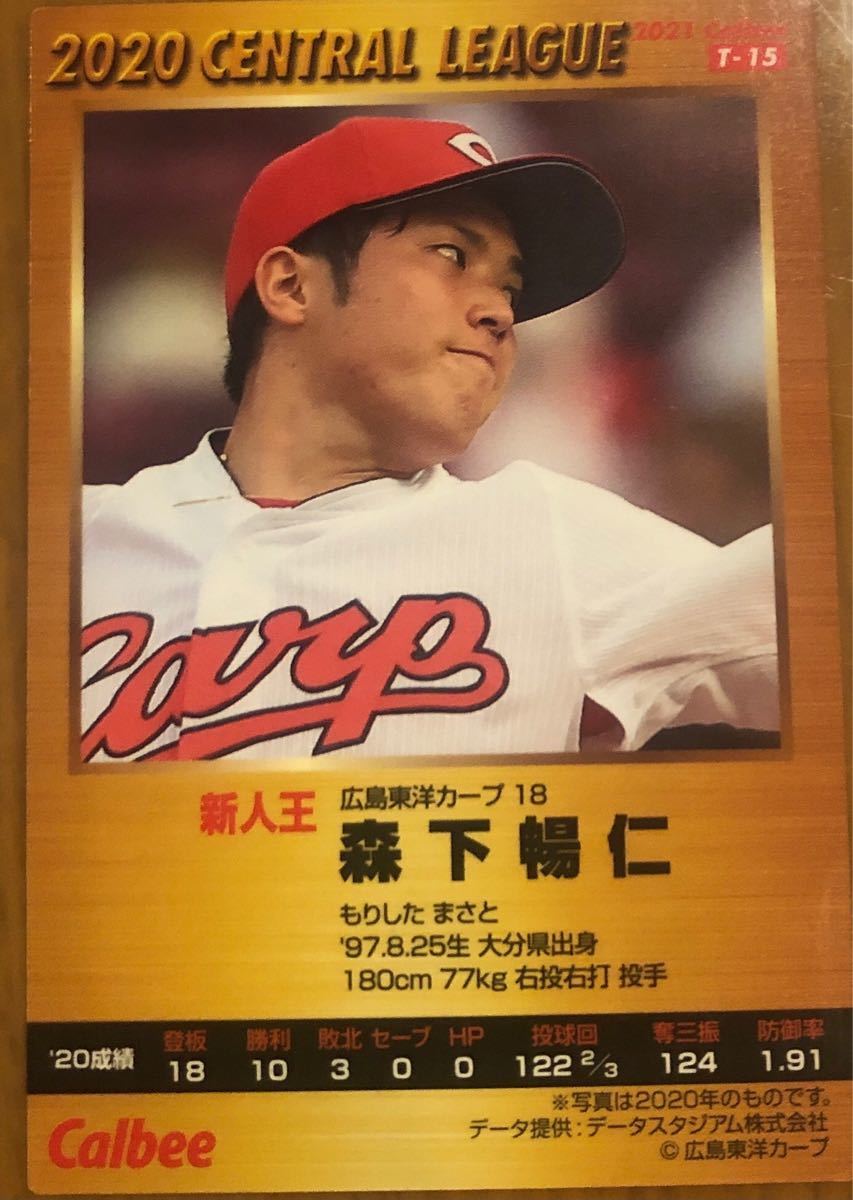 2020 CENTRAL LEAGUE
2021 Calbee
T-15
Carp
新人王
広島東洋カープ 18
森下暢仁
もりした まさと
'97.8.25生 大分県出身
180cm 77kg 右投右打 投手
'20成績 登板 勝利 敗北 セーブ HP 投球回 奪三振 防御率
18 10 3 0 0 122 2/3 124 1.91
※写真は2020年のものです。
データ提供:データスタジアム株式会社
© 広島東洋カープ
Calbee